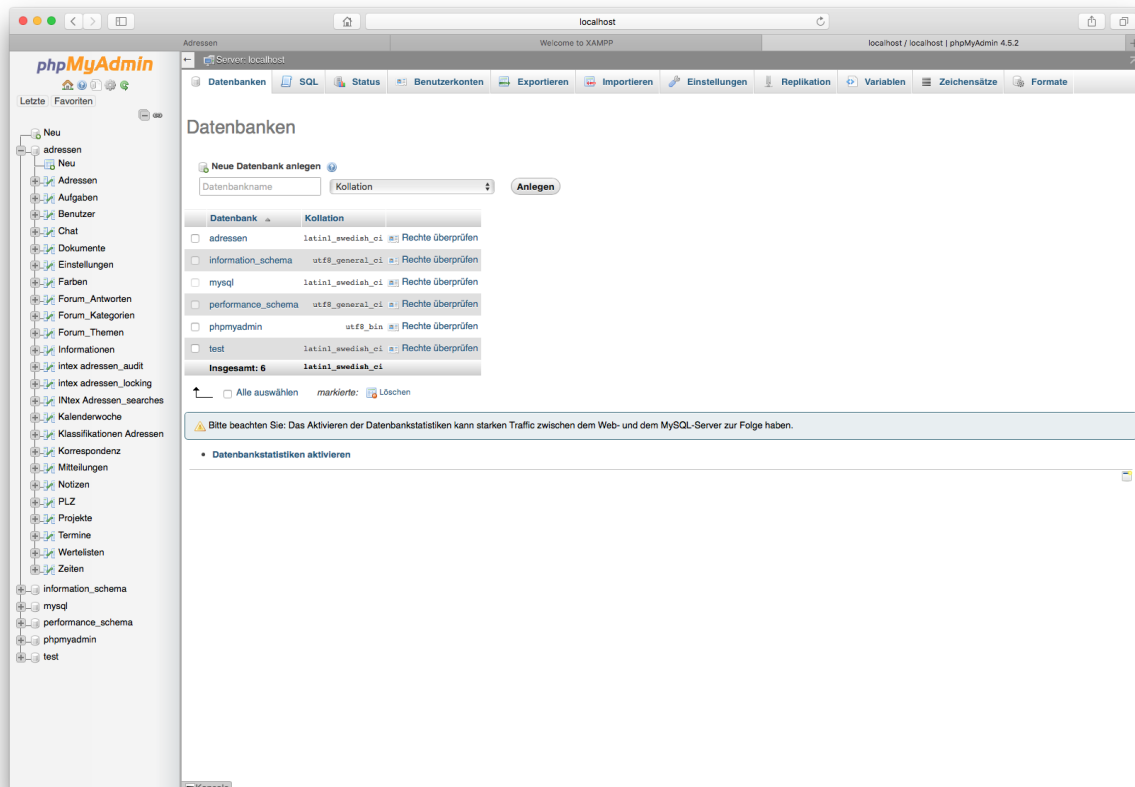 localhost
Adressen
Welcome to XAMPP
localhost / localhost | phpMyAdmin 4.5.2
phpMyAdmin
Letzte Favoriten
Neu
adressen
Neu
Adressen
Aufgaben
Benutzer
Chat
Dokumente
Einstellungen
Farben
Forum_Antworten
Forum_Kategorien
Forum_Themen
Informationen
intex adressen_audit
intex adressen_locking
INtex Adressen_searches
Kalenderwoche
Klassifikationen Adressen
Korrespondenz
Mitteilungen
Notizen
PLZ
Projekte
Termine
Wertelisten
Zeiten
information_schema
mysql
performance_schema
phpmyadmin
test
Server: localhost
Datenbanken SQL Status Benutzerkonten Exportieren Importieren Einstellungen Replikation Variablen Zeichensätze Formate
Datenbanken
Neue Datenbank anlegen
Datenbankname Kollation Anlegen
Datenbank Kollation
adressen latin1_swedish_ci Rechte überprüfen
information_schema utf8_general_ci Rechte überprüfen
mysql latin1_swedish_ci Rechte überprüfen
performance_schema utf8_general_ci Rechte überprüfen
phpmyadmin utf8_bin Rechte überprüfen
test latin1_swedish_ci Rechte überprüfen
Insgesamt: 6 latin1_swedish_ci
Alle auswählen markierte: Löschen
Bitte beachten Sie: Das Aktivieren der Datenbankstatistiken kann starken Traffic zwischen dem Web- und dem MySQL-Server zur Folge haben.
• Datenbankstatistiken aktivieren
Konsole